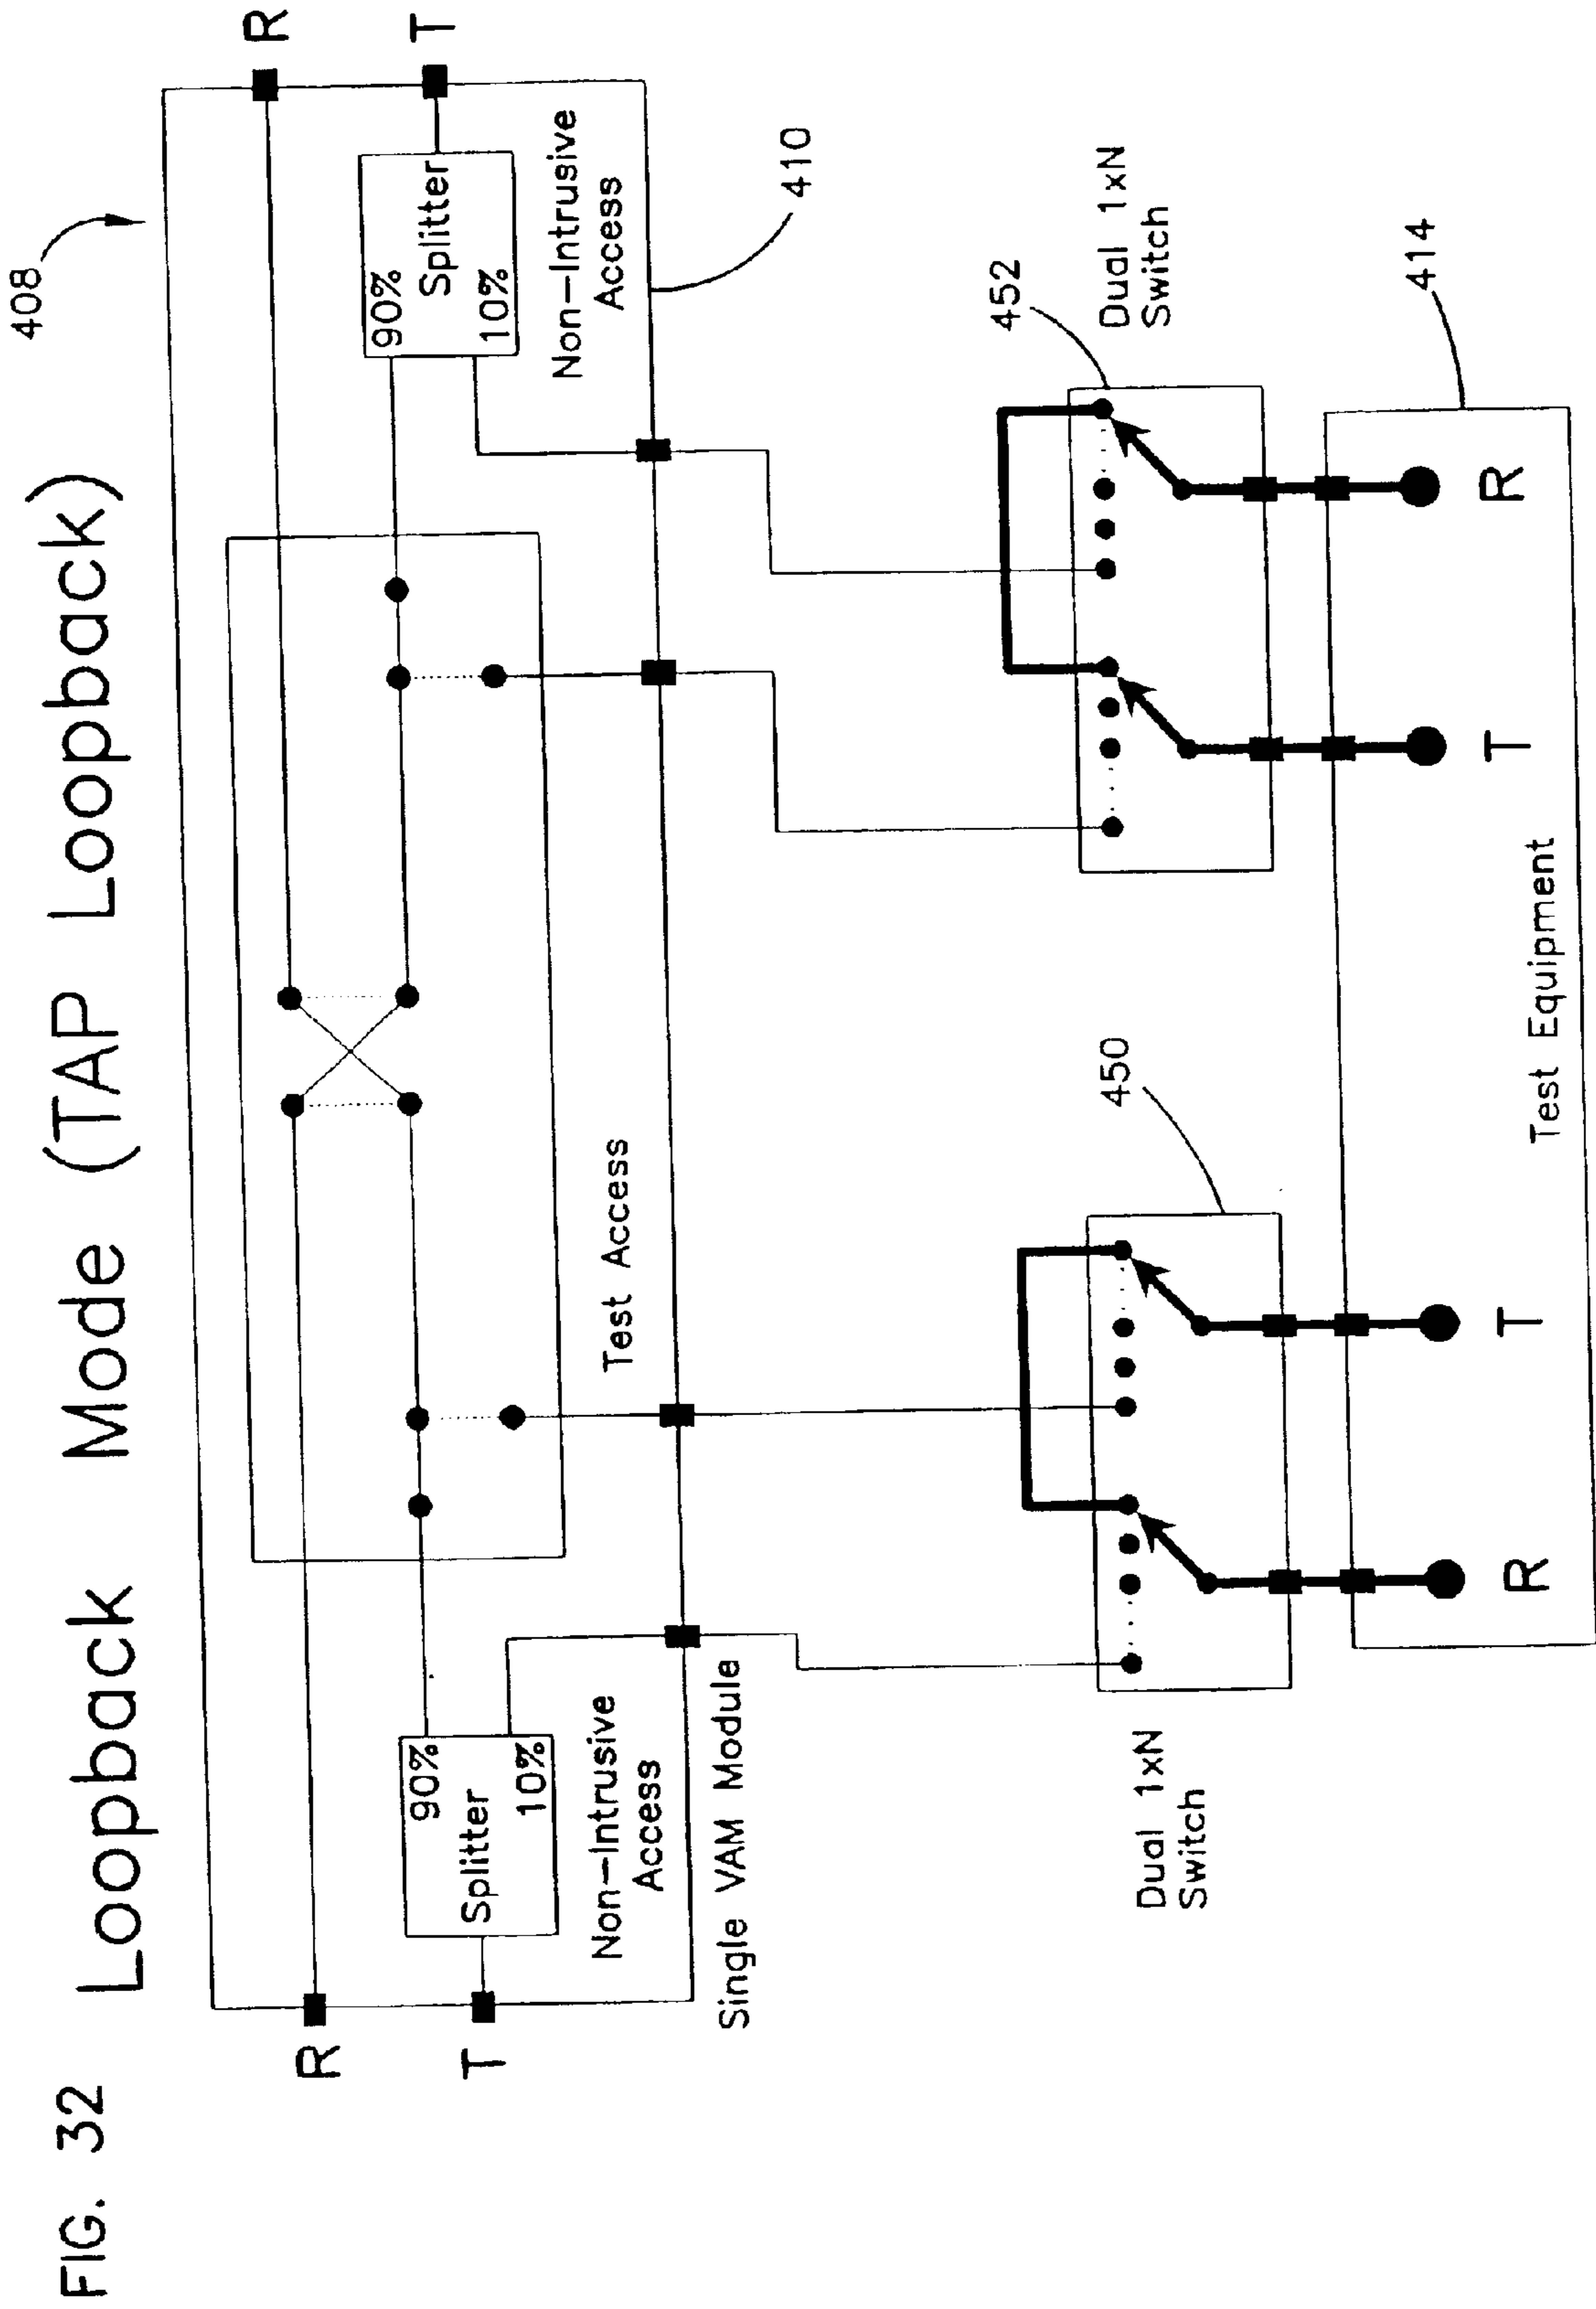 FIG. 32 Loopback Mode (TAP Loopback)
408
R
R
90%
Splitter
10%
90%
Splitter
10%
T
T
Non-Intrusive
Access
Test Access
Non-Intrusive
Access
Single VAM Module
410
450
452
Dual 1xN
Switch
Dual 1xN
Switch
414
R
T
T
R
Test Equipment